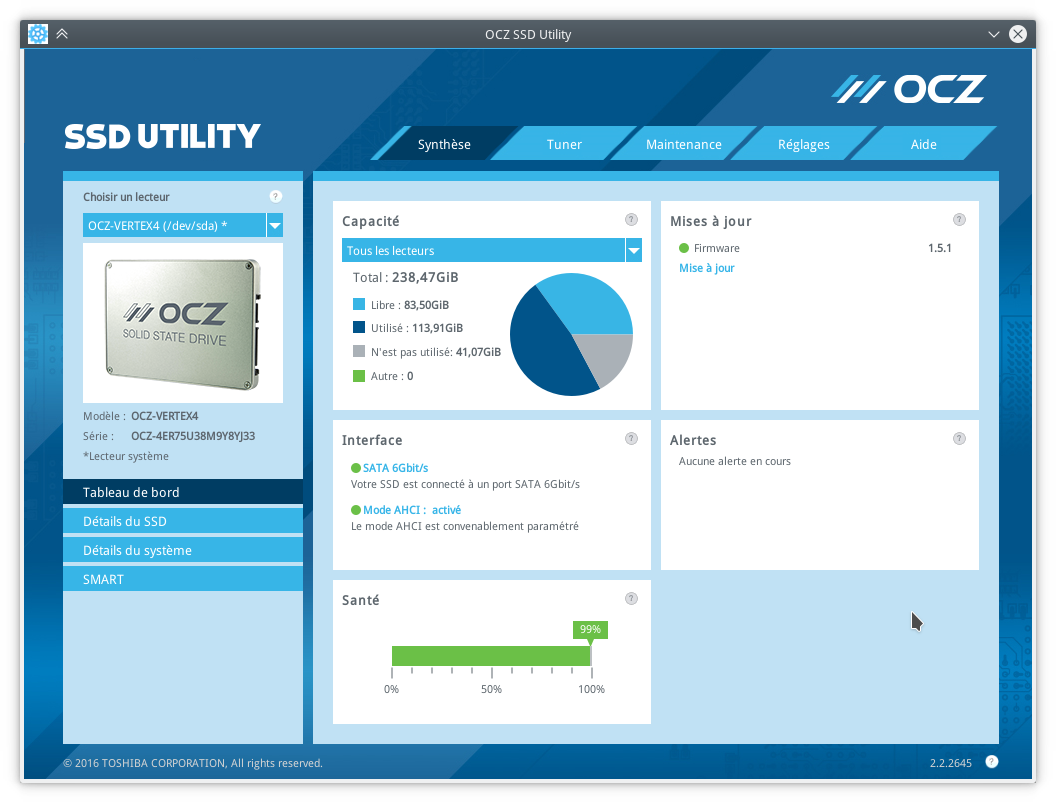 OCZ SSD Utility
OCZ
SSD UTILITY
Synthèse
Tuner
Maintenance
Réglages
Aide
Choisir un lecteur
?
OCZ-VERTEX4 (/dev/sda) *
OCZ
SOLID STATE DRIVE
Modèle : OCZ-VERTEX4
Série : OCZ-4ER75U38M9Y8YJ33
*Lecteur système
Tableau de bord
Détails du SSD
Détails du système
SMART
Capacité
?
Tous les lecteurs
Total : 238,47GiB
Libre : 83,50GiB
Utilisé : 113,91GiB
N'est pas utilisé: 41,07GiB
Autre : 0
Mises à jour
?
Firmware 1.5.1
Mise à jour
Interface
?
SATA 6Gbit/s
Votre SSD est connecté à un port SATA 6Gbit/s
Mode AHCI : activé
Le mode AHCI est convenablement paramétré
Alertes
?
Aucune alerte en cours
Santé
?
99%
0% 50% 100%
© 2016 TOSHIBA CORPORATION, All rights reserved.
2.2.2645
?